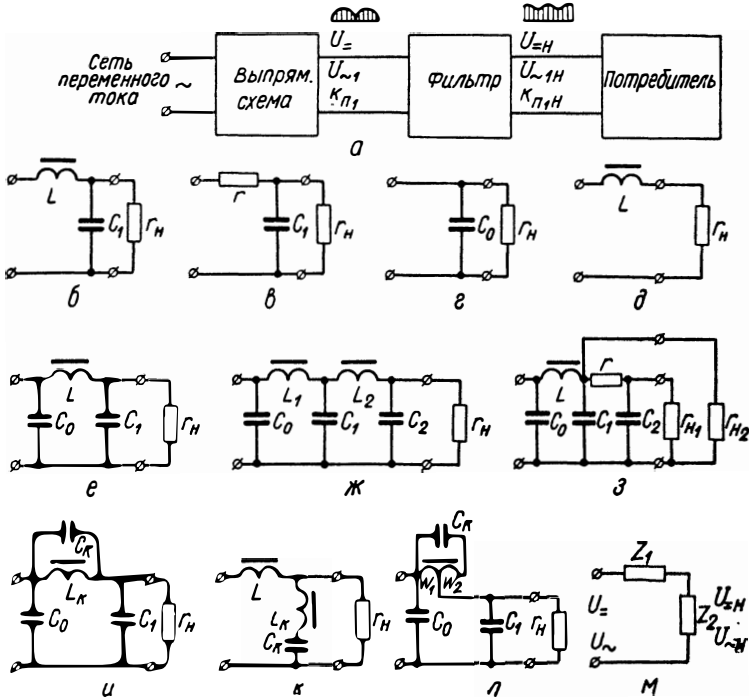 U= U=н
Сеть переменного тока ~ Выпрям. схема U~1 Фильтр U~1н Потребитель
Kп1 Kп1н
а
L C1 rн r C1 rн C0 rн L rн
б в г д
L C0 C1 rн L1 L2 C0 C1 C2 rн L r C0 C1 C2 rн1 rн2
е ж з
Cк Lк C0 C1 rн L Lк Cк rн Cк W1 W2 C0 C1 rн Z1 U= U~ Z2 U=н U~н
и к л м